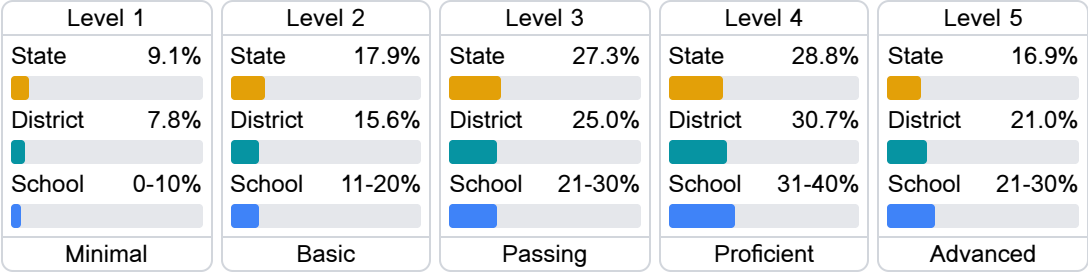 Level 1
State 9.1%
District 7.8%
School 0-10%
Minimal
Level 2
State 17.9%
District 15.6%
School 11-20%
Basic
Level 3
State 27.3%
District 25.0%
School 21-30%
Passing
Level 4
State 28.8%
District 30.7%
School 31-40%
Proficient
Level 5
State 16.9%
District 21.0%
School 21-30%
Advanced